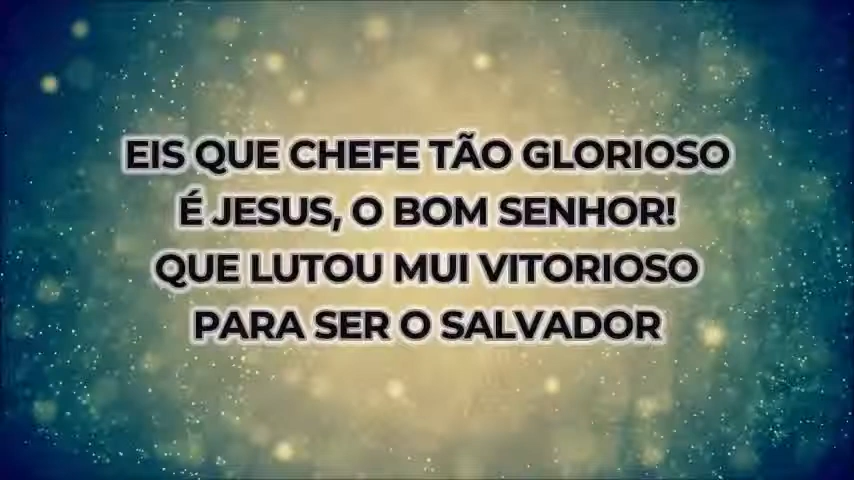 EIS QUE CHEFE TÃO GLORIOSO
É JESUS, O BOM SENHOR!
QUE LUTOU MUI VITORIOSO
PARA SER O SALVADOR